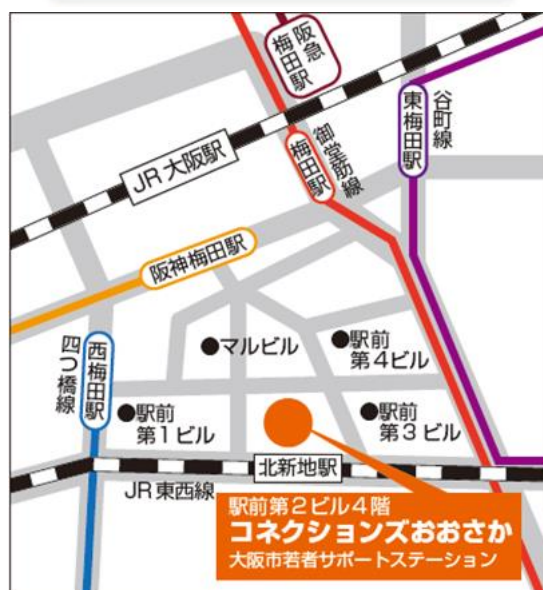 阪急
梅田駅
JR大阪駅
梅田駅
御堂筋線
東梅田駅
谷町線
阪神梅田駅
西梅田駅
四つ橋線
●マルビル
●駅前
第4ビル
●駅前
第1ビル
●駅前
第3ビル
北新地駅
JR東西線
駅前第2ビル4階
コネクションズおおさか
大阪市若者サポートステーション